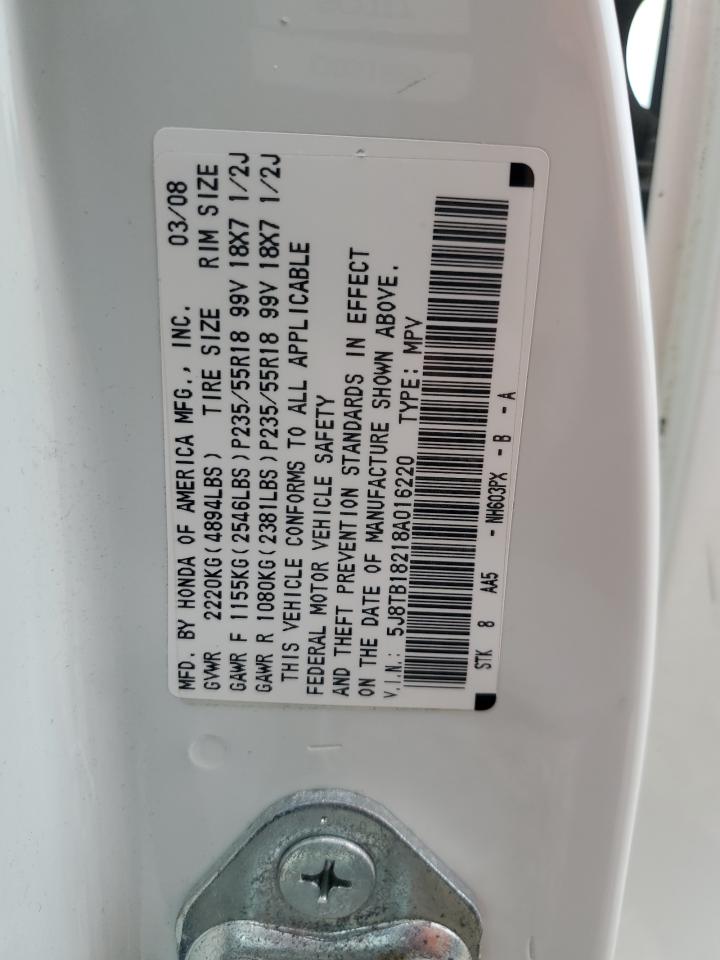 MFD. BY HONDA OF AMERICA MFG., INC. 03/08
GVWR 2220KG(4894LBS) TIRE SIZE RIM SIZE
GAWR F 1155KG(2546LBS)P235/55R18 99V 18X7 1/2J
GAWR R 1080KG(2381LBS)P235/55R18 99V 18X7 1/2J
THIS VEHICLE CONFORMS TO ALL APPLICABLE
FEDERAL MOTOR VEHICLE SAFETY
AND THEFT PREVENTION STANDARDS IN EFFECT
ON THE DATE OF MANUFACTURE SHOWN ABOVE.
V.I.N.: 5J8TB18218A016220 TYPE: MPV
STK 8 AA5 - NH603PX - B - A